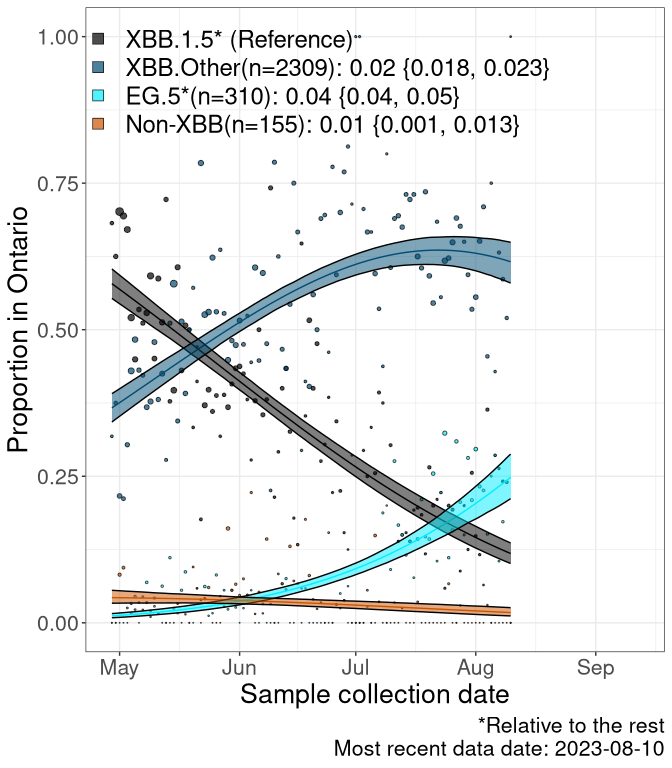 XBB.1.5* (Reference)
XBB.Other(n=2309): 0.02 {0.018, 0.023}
EG.5*(n=310): 0.04 {0.04, 0.05}
Non-XBB(n=155): 0.01 {0.001, 0.013}
1.00
0.75
0.50
0.25
0.00
Proportion in Ontario
May Jun Jul Aug Sep
Sample collection date
*Relative to the rest
Most recent data date: 2023-08-10